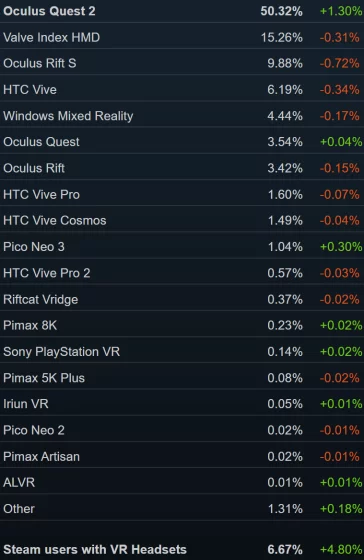 Oculus Quest 2 50.32% +1.30%
Valve Index HMD 15.26% -0.31%
Oculus Rift S 9.88% -0.72%
HTC Vive 6.19% -0.34%
Windows Mixed Reality 4.44% -0.17%
Oculus Quest 3.54% +0.04%
Oculus Rift 3.42% -0.15%
HTC Vive Pro 1.60% -0.07%
HTC Vive Cosmos 1.49% -0.04%
Pico Neo 3 1.04% +0.30%
HTC Vive Pro 2 0.57% -0.03%
Riftcat Vridge 0.37% -0.02%
Pimax 8K 0.23% +0.02%
Sony PlayStation VR 0.14% +0.02%
Pimax 5K Plus 0.08% -0.02%
Iriun VR 0.05% +0.01%
Pico Neo 2 0.02% -0.01%
Pimax Artisan 0.02% -0.01%
ALVR 0.01% +0.01%
Other 1.31% +0.18%
Steam users with VR Headsets 6.67% +4.80%